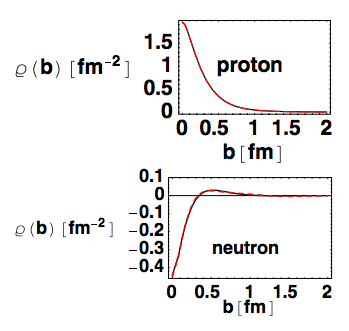 1.5
1
0.5
0
ϱ (b) [fm⁻²]
proton
0 0.5 1 1.5 2
b [fm]
0.1
0
−0.1
−0.2
−0.3
−0.4
ϱ (b) [fm⁻²]
neutron
0 0.5 1 1.5 2
b [fm]